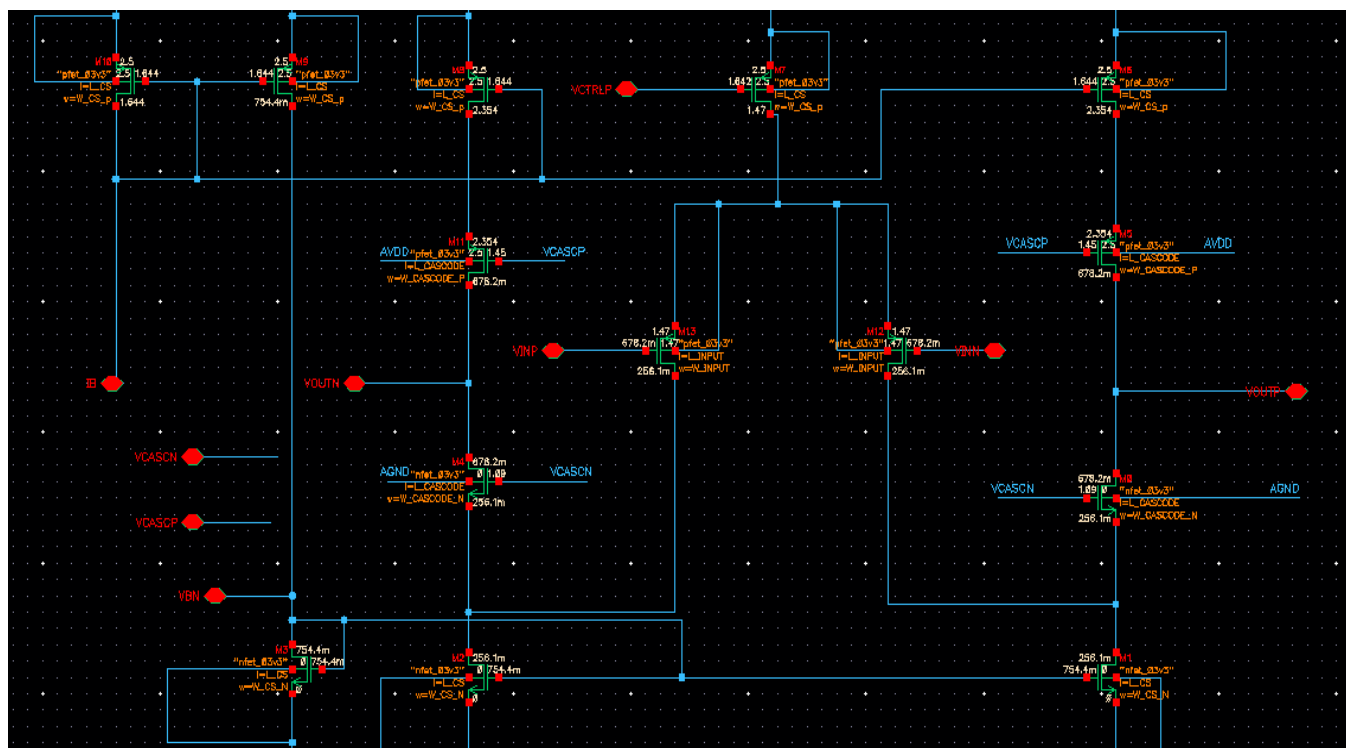 M10
2.5
"pfet_03v3"
2.5
1.644
l=L_CS
w=W_CS_p
1.644
M9
2.5
1.644
2.5
"pfet_03v3"
l=L_CS
w=W_CS_p
754.4m
M8
2.5
"pfet_03v3"
2.5
1.644
l=L_CS
w=W_CS_p
2.354
VCTRLP
M7
2.5
1.642
2.5
"pfet_03v3"
l=L_CS
w=W_CS_p
1.47
M6
2.5
1.644
2.5
"pfet_03v3"
l=L_CS
w=W_CS_p
2.354
M11
2.354
AVDD
"pfet_03v3"
2.5
1.45
VCASCP
l=L_CASCODE
w=W_CASCODE_P
678.2m
VCASCP
M5
2.354
1.45
2.5
"pfet_03v3"
AVDD
l=L_CASCODE
w=W_CASCODE_P
678.2m
VINP
1.47
M13
678.2m
1.47
"pfet_03v3"
l=L_INPUT
w=W_INPUT
256.1m
M12
1.47
"pfet_03v3"
1.47
678.2m
VINN
l=L_INPUT
w=W_INPUT
256.1m
VOUTN
VOUTP
VCASCN
VCASCP
VBN
M4
678.2m
AGND
"nfet_03v3"
0
1.09
VCASCN
l=L_CASCODE
w=W_CASCODE_N
256.1m
VCASCN
678.2m
M0
1.09
0
"nfet_03v3"
AGND
l=L_CASCODE
w=W_CASCODE_N
256.1m
M3
754.4m
"nfet_03v3"
0
754.4m
l=L_CS
w=W_CS_N
0
M2
256.1m
"nfet_03v3"
0
754.4m
l=L_CS
w=W_CS_N
0
256.1m
M1
754.4m
0
"nfet_03v3"
l=L_CS
w=W_CS_N